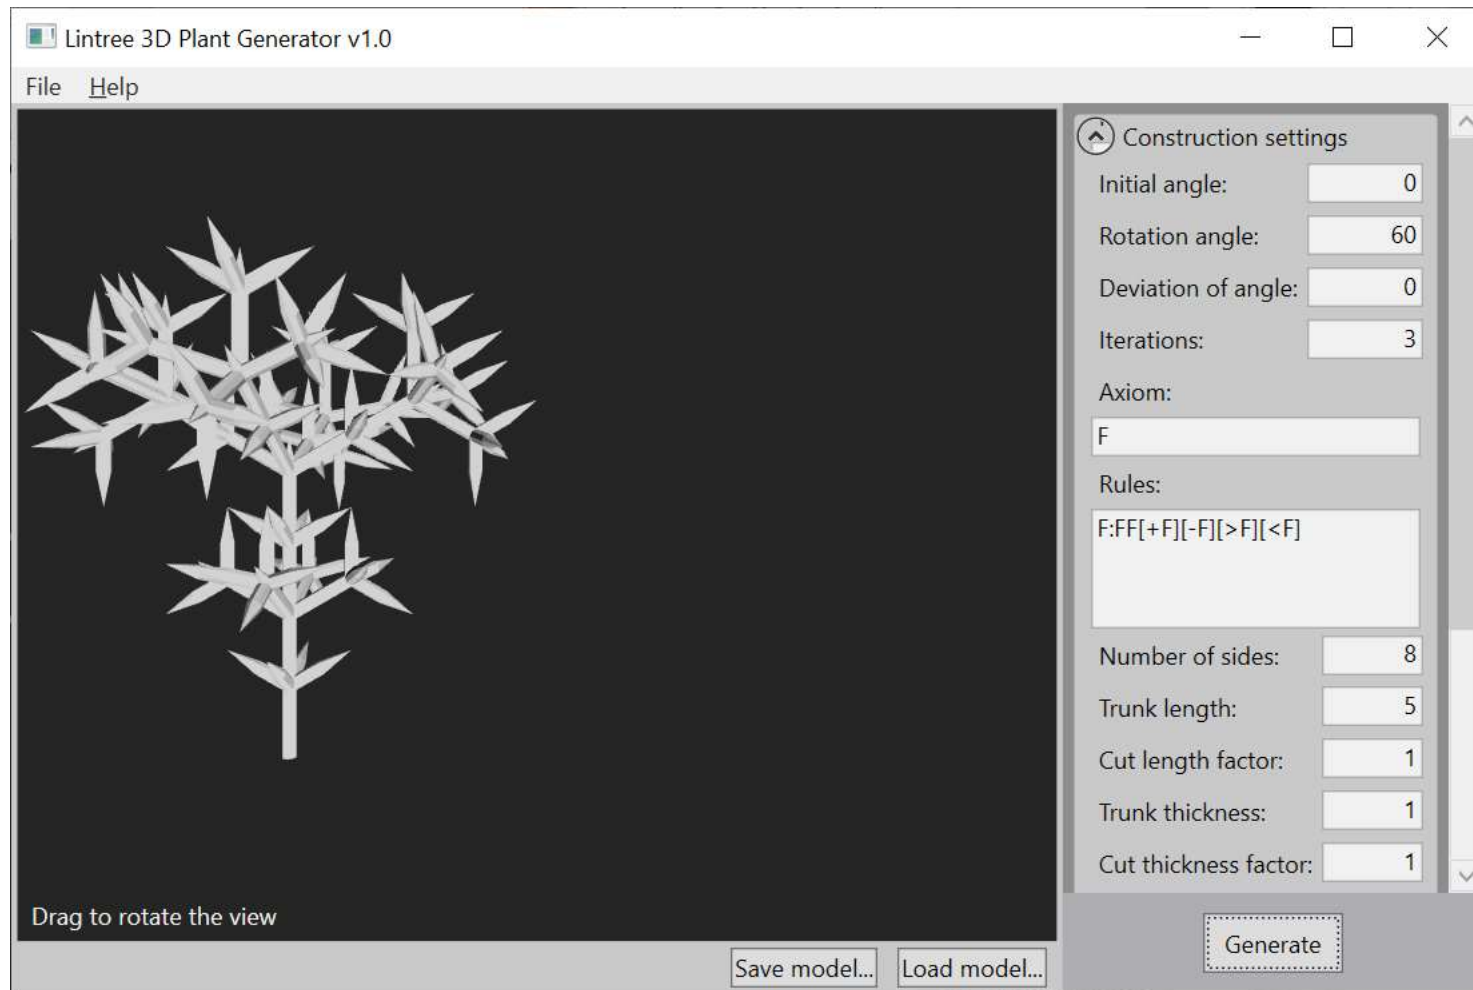 Lintree 3D Plant Generator v1.0
File Help
Construction settings
Initial angle: 0
Rotation angle: 60
Deviation of angle: 0
Iterations: 3
Axiom:
F
Rules:
F:FF[+F][-F][>F][<F]
Number of sides: 8
Trunk length: 5
Cut length factor: 1
Trunk thickness: 1
Cut thickness factor: 1
Drag to rotate the view
Generate
Save model... Load model...